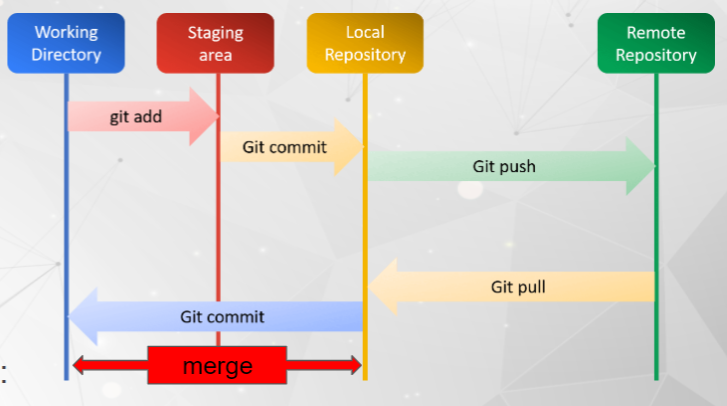 Working
Directory
Staging
area
Local
Repository
Remote
Repository
git add
Git commit
Git push
Git pull
Git commit
merge
: